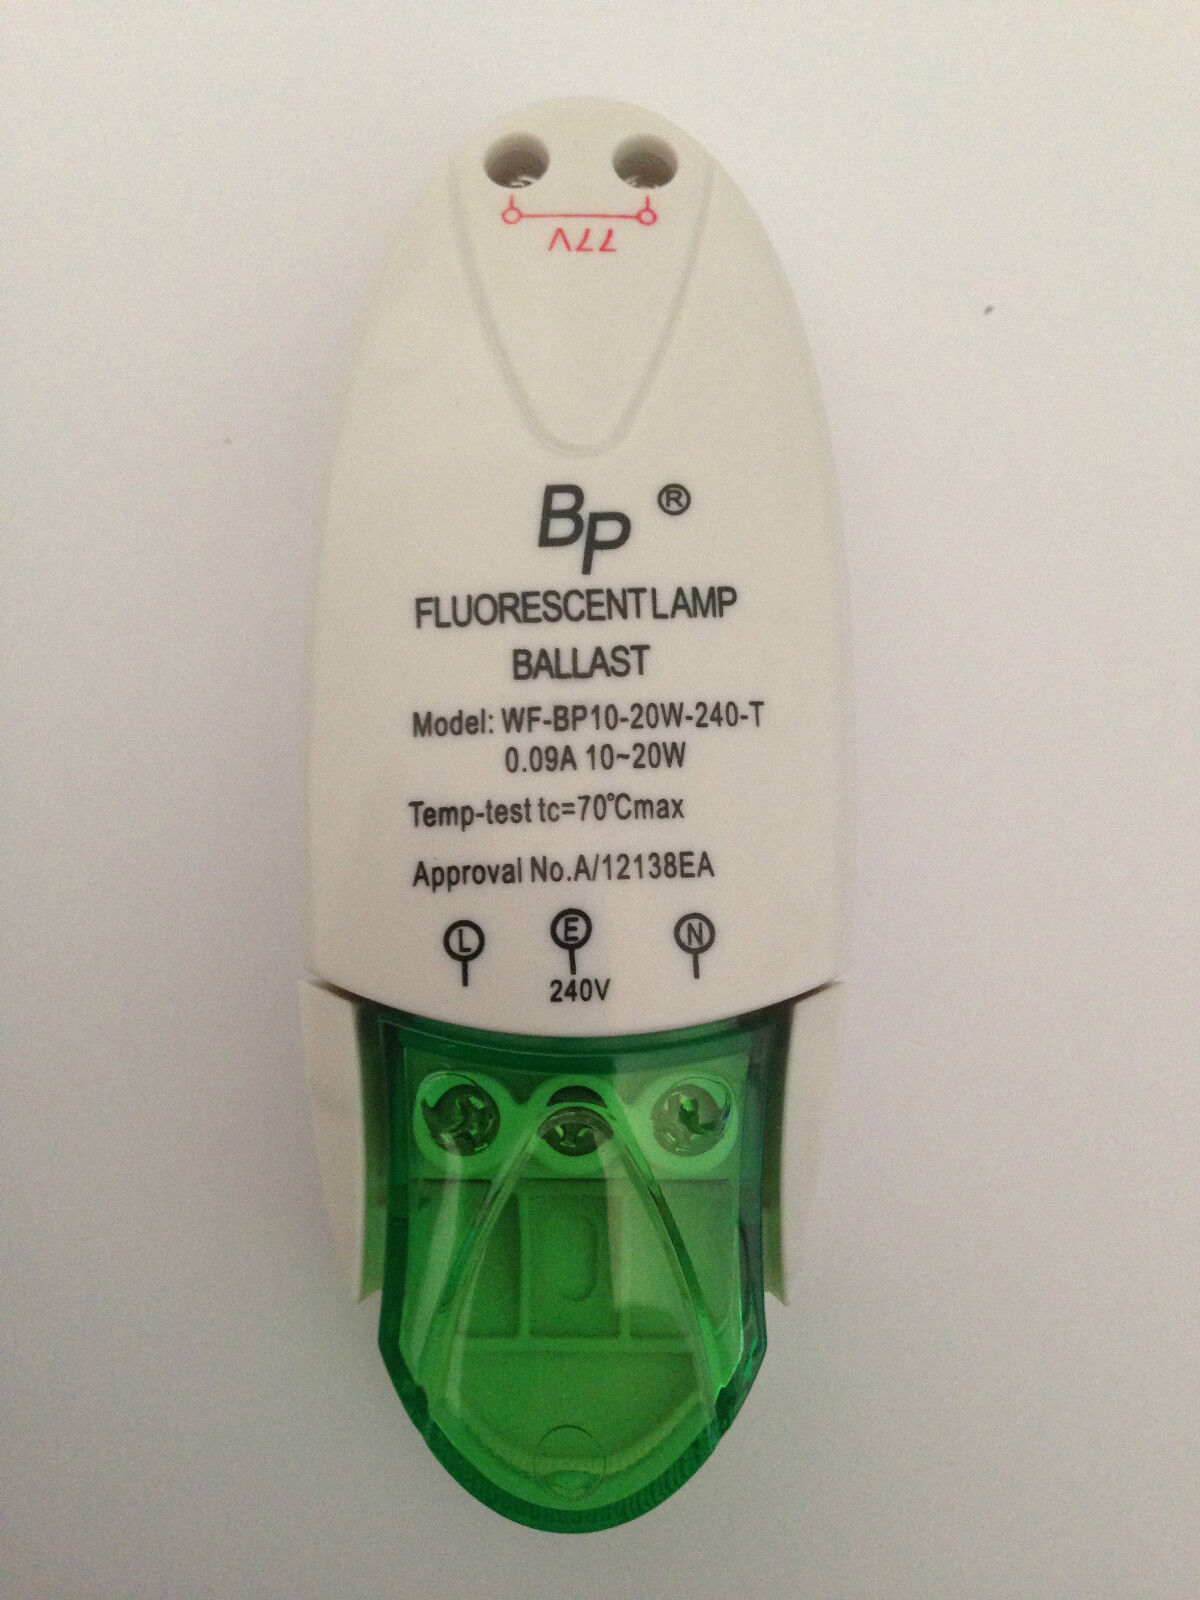 77V
BP ®
FLUORESCENT LAMP
BALLAST
Model: WF-BP10-20W-240-T
0.09A 10~20W
Temp-test tc=70°Cmax
Approval No.A/12138EA
L E N
240V